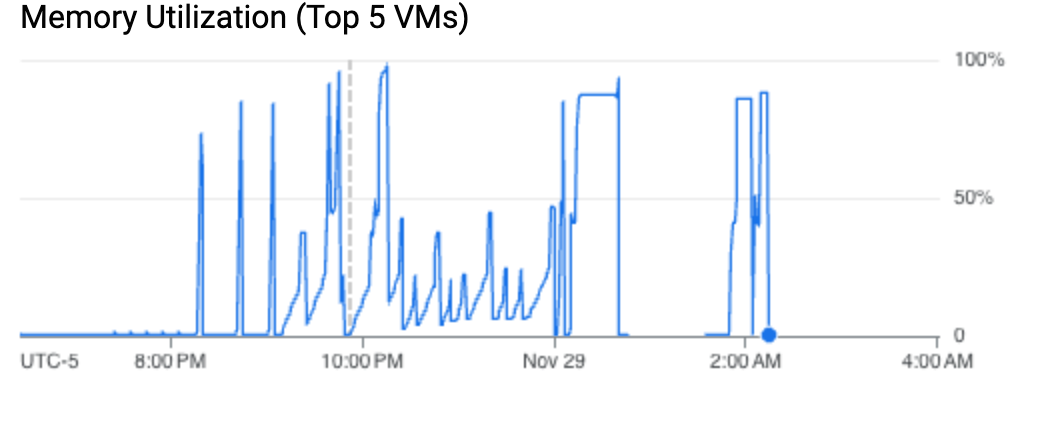 Memory Utilization (Top 5 VMs)
100%
50%
0
UTC-5 8:00 PM 10:00 PM Nov 29 2:00 AM 4:00 AM